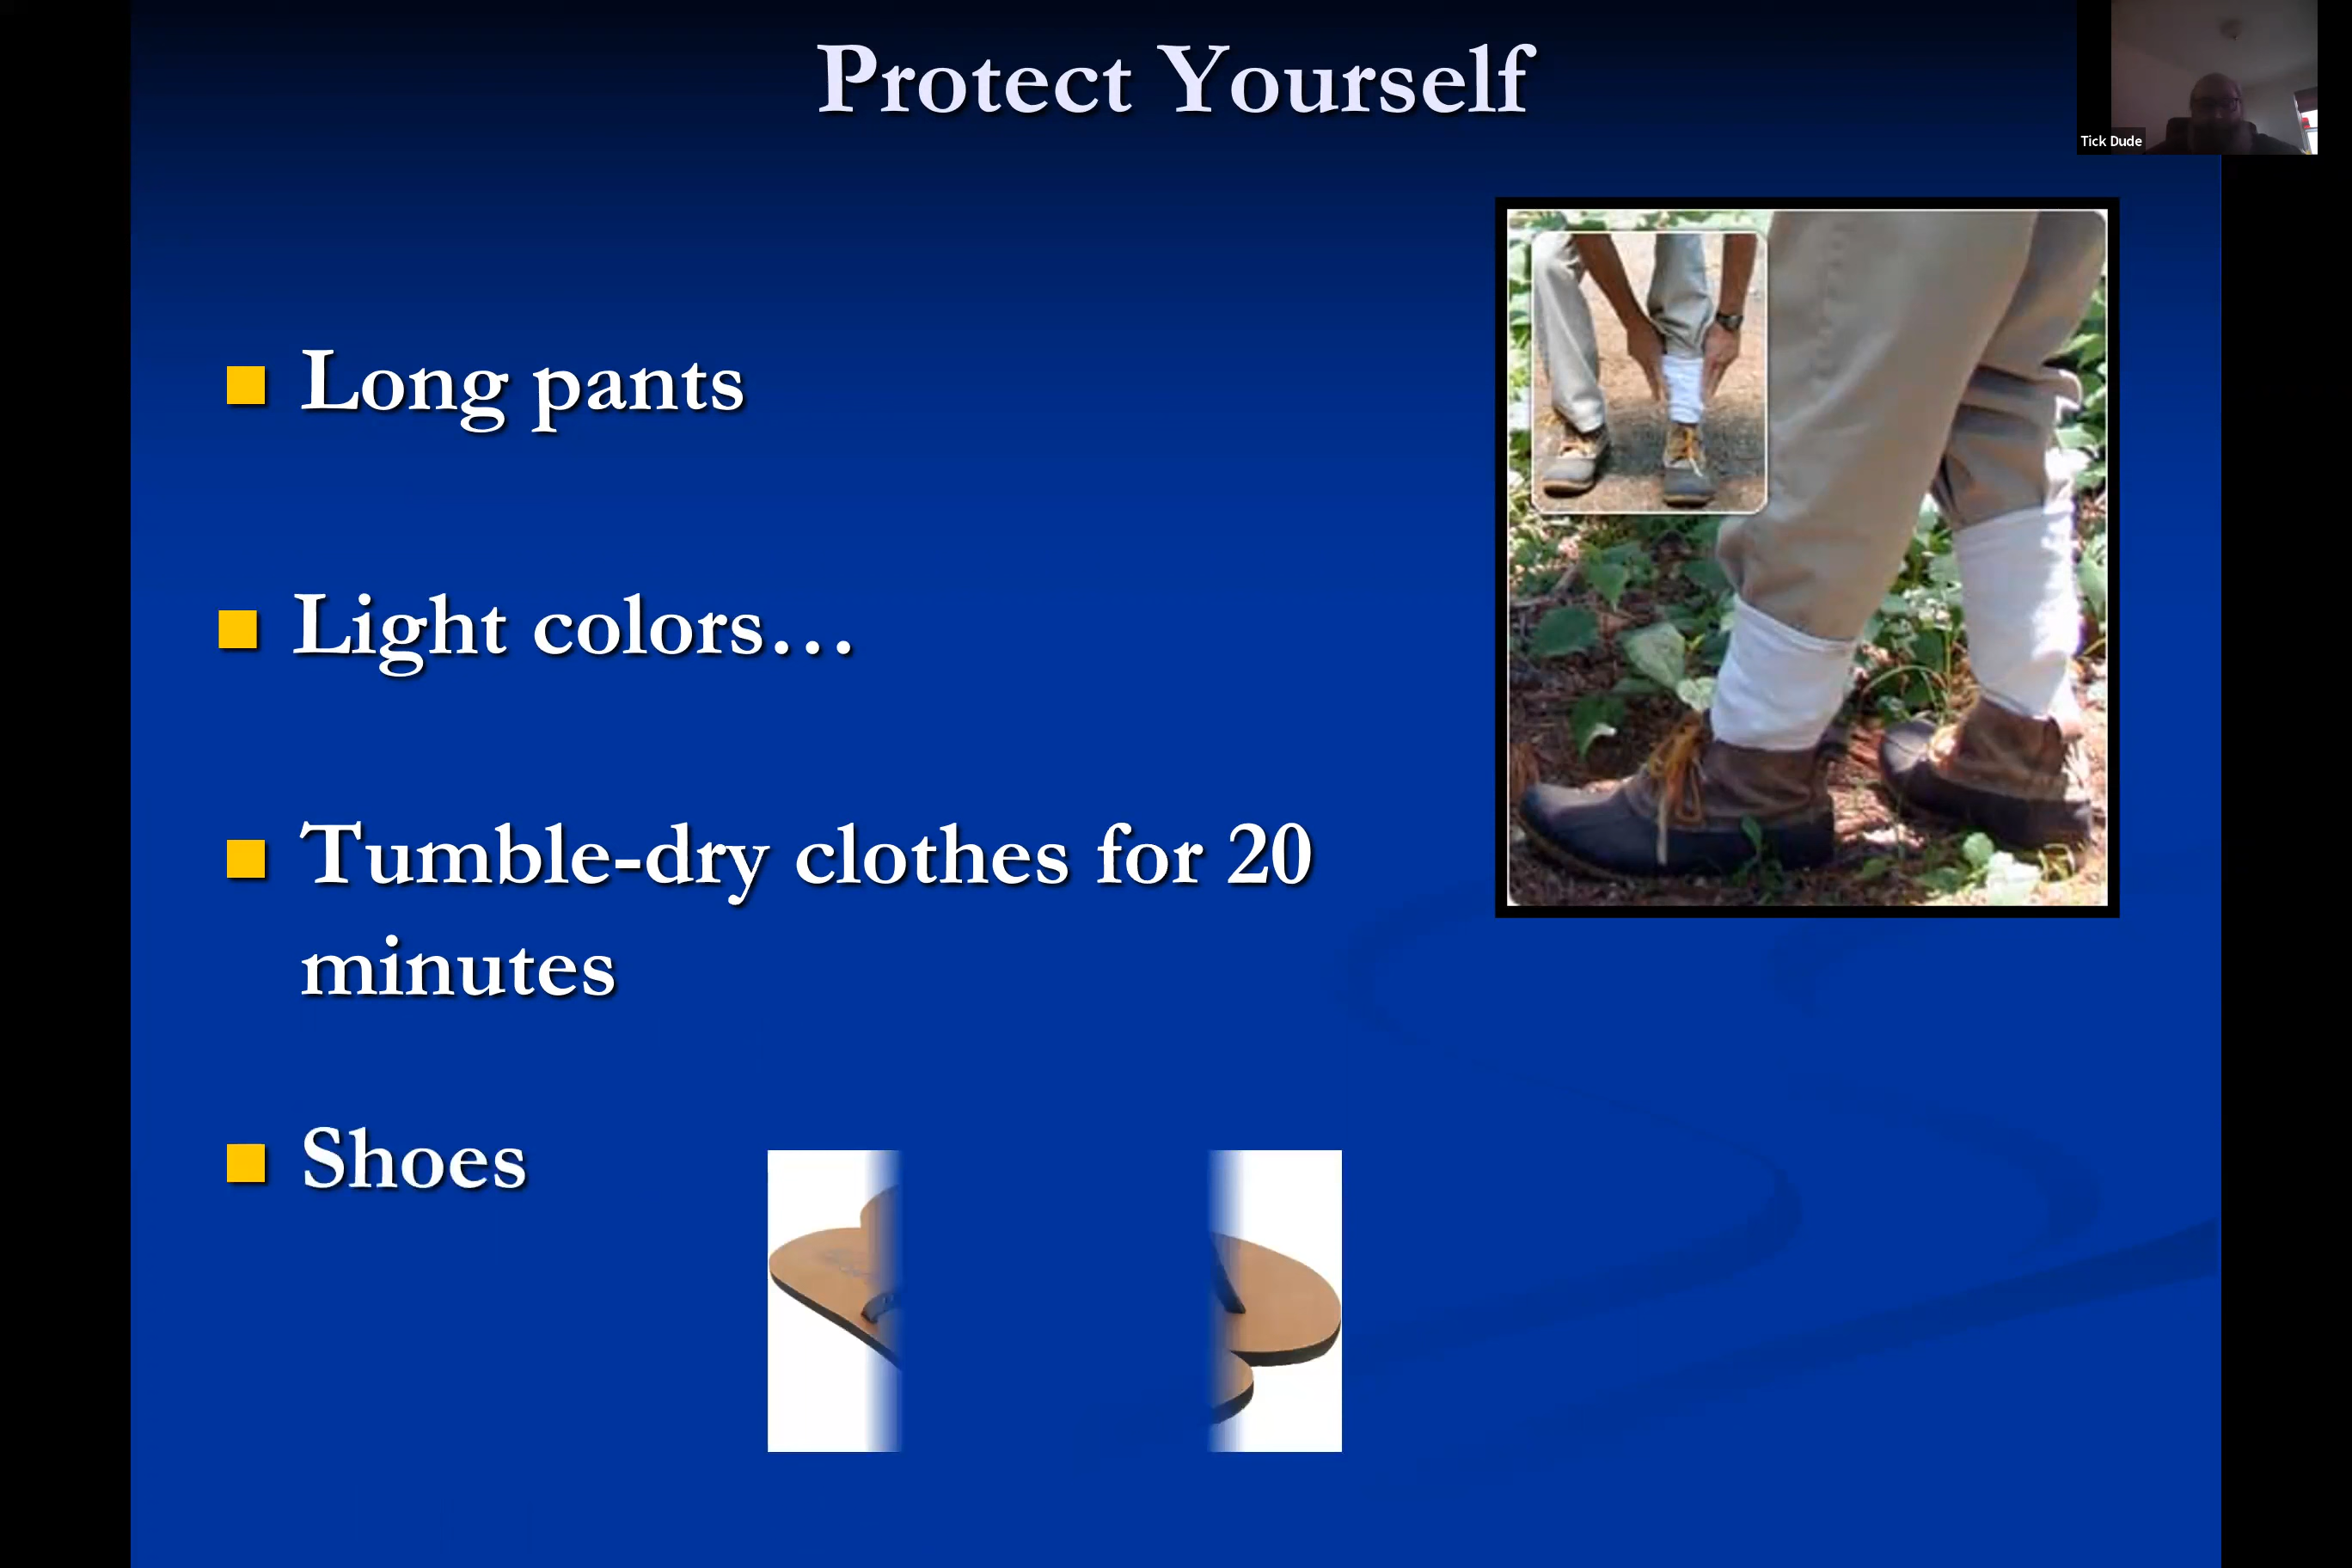 Protect Yourself
Tick Dude
Long pants
Light colors…
Tumble-dry clothes for 20
minutes
Shoes